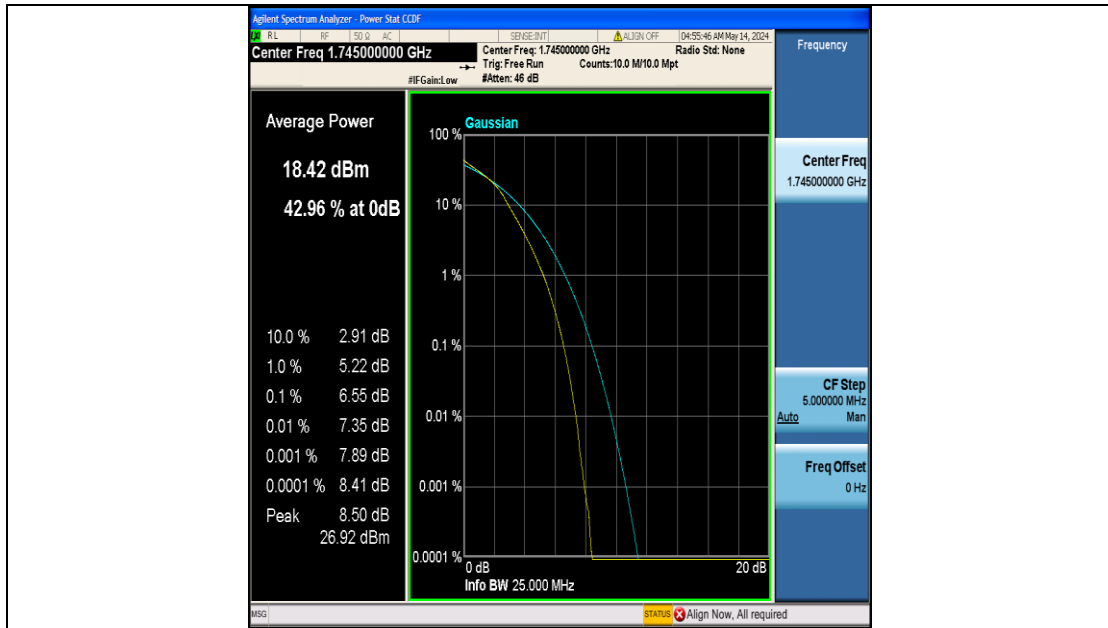 Agilent Spectrum Analyzer - Power Stat CCDF
RL RF 50 Ω AC SENSE:INT ALIGN OFF 04:55:46 AM May 14, 2024
Center Freq 1.745000000 GHz
Center Freq: 1.745000000 GHz Radio Std: None
Trig: Free Run Counts:10.0 M/10.0 Mpt
#IFGain:Low #Atten: 46 dB
Frequency
Average Power
18.42 dBm
42.96 % at 0dB
10.0 % 2.91 dB
1.0 % 5.22 dB
0.1 % 6.55 dB
0.01 % 7.35 dB
0.001 % 7.89 dB
0.0001 % 8.41 dB
Peak 8.50 dB
26.92 dBm
Gaussian
100 %
10 %
1 %
0.1 %
0.01 %
0.001 %
0.0001 %
0 dB 20 dB
Info BW 25.000 MHz
Center Freq
1.745000000 GHz
CF Step
5.000000 MHz
Auto Man
Freq Offset
0 Hz
MSG STATUS Align Now, All required